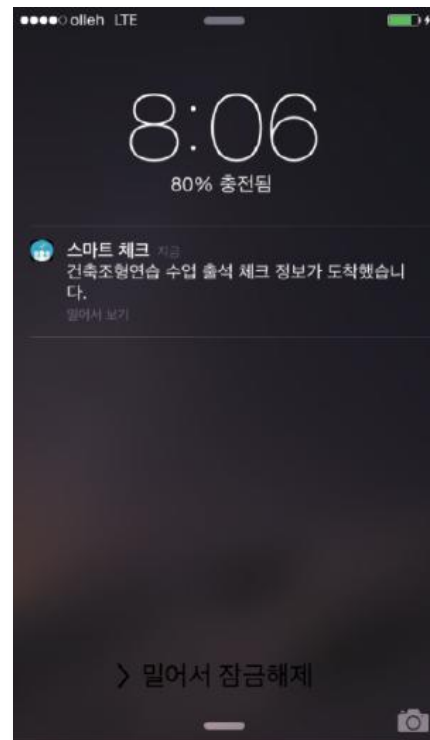 olleh LTE
8:06
80% 충전됨
스마트 체크 지금
건축조형연습 수업 출석 체크 정보가 도착했습니
다.
밀어서 보기
> 밀어서 잠금해제